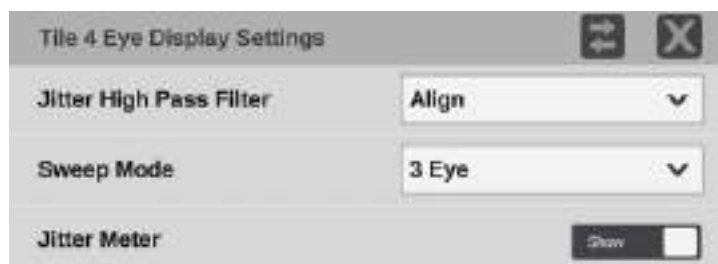 Tile 4 Eye Display Settings
Jitter High Pass Filter Align
Sweep Mode 3 Eye
Jitter Meter Show